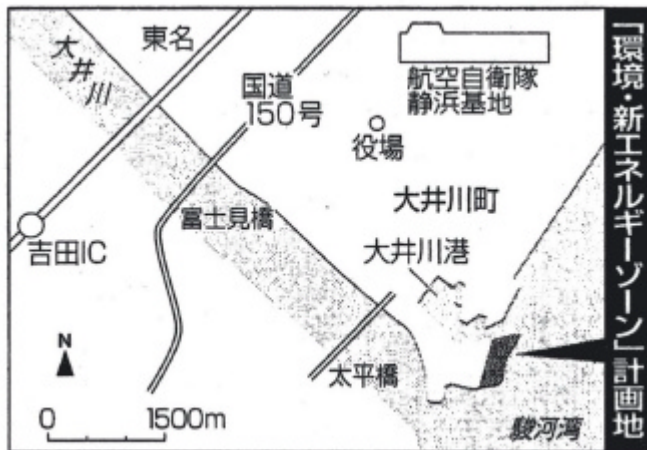 「環境・新エネルギーゾーン」計画地
東名
大井川
国道
150号
航空自衛隊
静浜基地
役場
大井川町
富士見橋
吉田IC
大井川港
N
太平橋
0 1500m
駿河湾